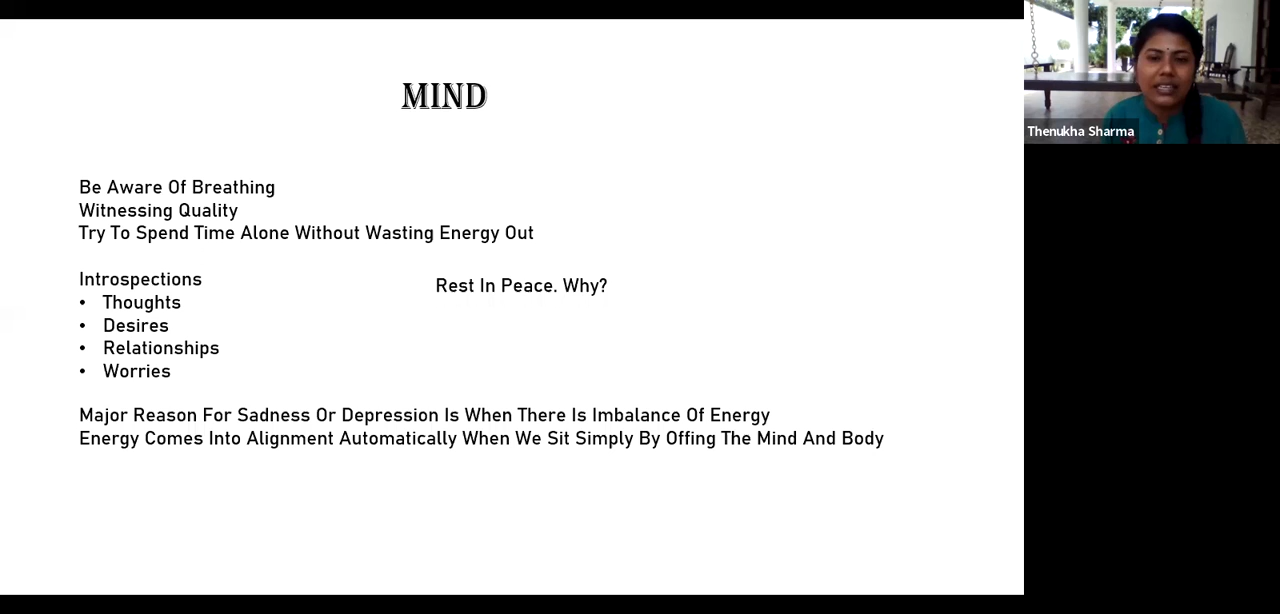 MIND
Be Aware Of Breathing
Witnessing Quality
Try To Spend Time Alone Without Wasting Energy Out
Introspections
• Thoughts
• Desires
• Relationships
• Worries
Rest In Peace. Why?
Major Reason For Sadness Or Depression Is When There Is Imbalance Of Energy
Energy Comes Into Alignment Automatically When We Sit Simply By Offing The Mind And Body
Thenukha Sharma